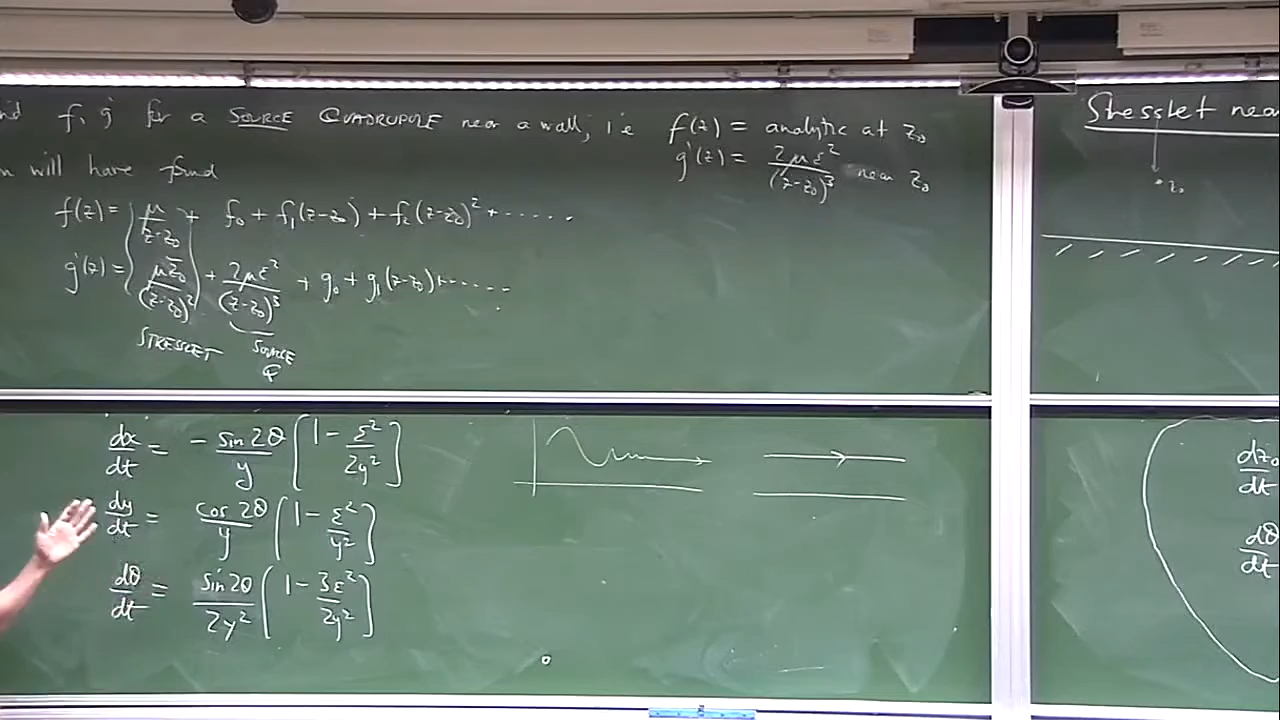 nd f, g' for a SOURCE QUADRUPOLE near a wall, i.e f(z) = analytic at z₀
g'(z) = 2με²/(z-z₀)³ near z₀
will have found
f(z) = μ/(z-z₀) + f₀ + f₁(z-z₀) + f₂(z-z₀)² + ......
g'(z) = μz̄₀/(z-z₀)² + 2με²/(z-z₀)³ + g₀ + g₁(z-z₀) + ......
STRESSLET SOURCE Q
dx/dt = - sin 2θ/y [1 - ε²/2y²]
dy/dt = cos 2θ/y [1 - ε²/y²]
dθ/dt = sin 2θ/2y² [1 - 3ε²/2y²]
Stresslet near
z₀
dz₀/dt
dθ/dt